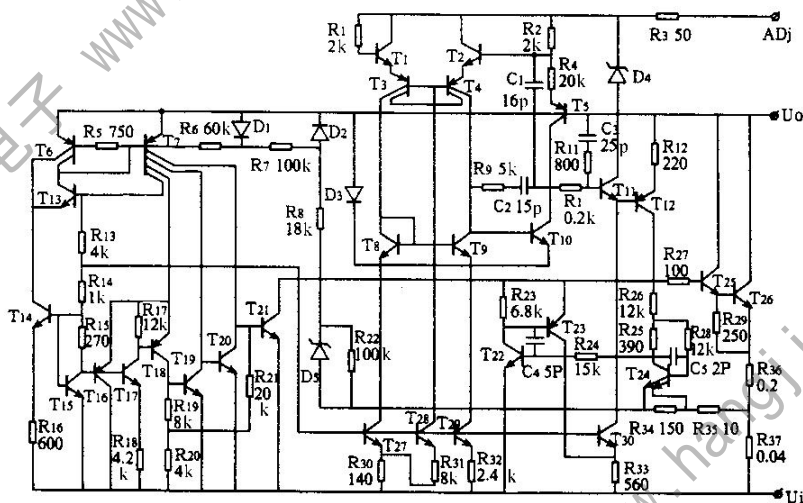 R1
2k
T1
T2
R2
2k
R3 50
ADj
T3
T4
C1
16p
R4
20k
D4
T5
Uo
T6
R5 750
T7
R6 60k
D1
D2
R7 100k
C3
25p
R11
800
R12
220
T13
R8
18k
D3
R9 5k
C2 15p
R1
0.2k
T11
T12
R13
4k
T8
T9
T10
R14
1k
R27
100
T25
T26
T14
R15
270
R17
12k
T18
T19
T20
T21
R23
6.8k
T23
R26
12k
R25
390
R28
12k
R29
250
R22
100k
T22
C4 5P
R24
15k
C5 2P
T24
D5
T15
T16
T17
R21
20
k
R36
0.2
R16
600
R18
4.2
k
R19
8k
R20
4k
T27
T28
T29
T30
R34 150
R35 10
R37
0.04
R30
140
R31
8k
R32
2.4 k
R33
560
Ui
电子 www
www.hangji